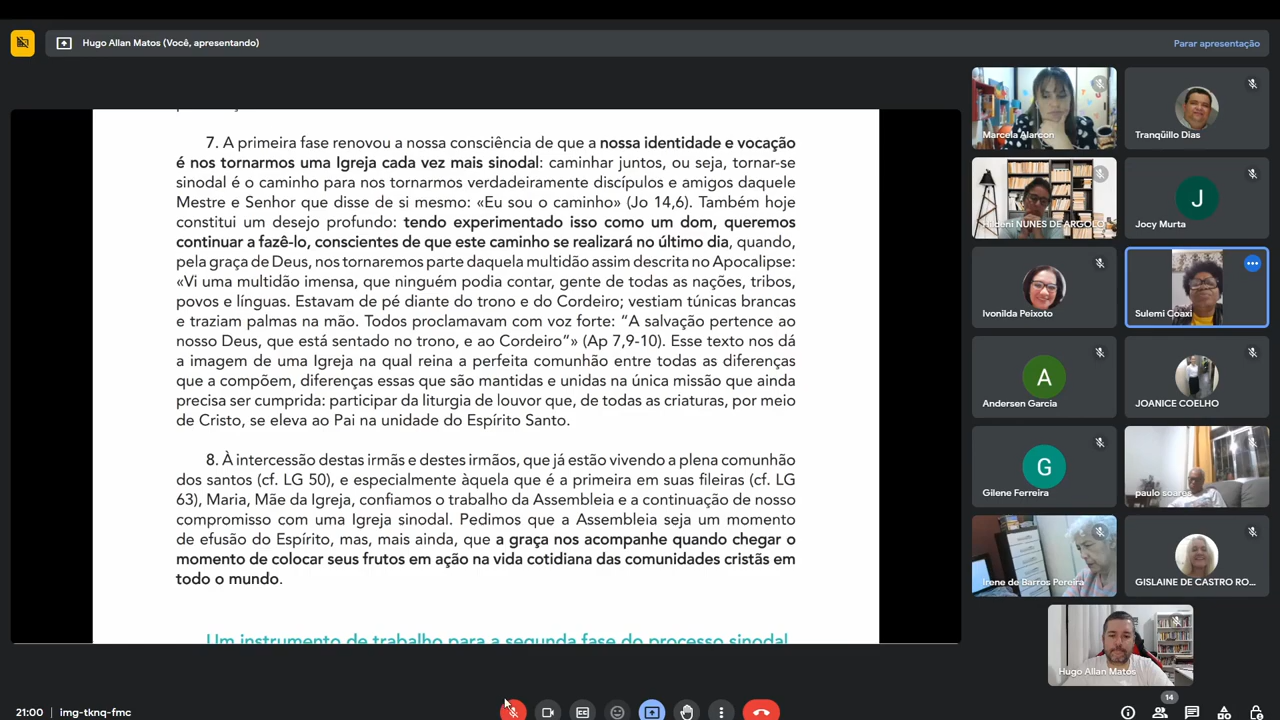 Hugo Allan Matos (Você, apresentando)
Parar apresentação
7. A primeira fase renovou a nossa consciência de que a nossa identidade e vocação
é nos tornarmos uma Igreja cada vez mais sinodal: caminhar juntos, ou seja, tornar-se
sinodal é o caminho para nos tornarmos verdadeiramente discípulos e amigos daquele
Mestre e Senhor que disse de si mesmo: «Eu sou o caminho» (Jo 14,6). Também hoje
constitui um desejo profundo: tendo experimentado isso como um dom, queremos
continuar a fazê-lo, conscientes de que este caminho se realizará no último dia, quando,
pela graça de Deus, nos tornaremos parte daquela multidão assim descrita no Apocalipse:
«Vi uma multidão imensa, que ninguém podia contar, gente de todas as nações, tribos,
povos e línguas. Estavam de pé diante do trono e do Cordeiro; vestiam túnicas brancas
e traziam palmas na mão. Todos proclamavam com voz forte: “A salvação pertence ao
nosso Deus, que está sentado no trono, e ao Cordeiro”» (Ap 7,9-10). Esse texto nos dá
a imagem de uma Igreja na qual reina a perfeita comunhão entre todas as diferenças
que a compõem, diferenças essas que são mantidas e unidas na única missão que ainda
precisa ser cumprida: participar da liturgia de louvor que, de todas as criaturas, por meio
de Cristo, se eleva ao Pai na unidade do Espírito Santo.
8. À intercessão destas irmãs e destes irmãos, que já estão vivendo a plena comunhão
dos santos (cf. LG 50), e especialmente àquela que é a primeira em suas fileiras (cf. LG
63), Maria, Mãe da Igreja, confiamos o trabalho da Assembleia e a continuação de nosso
compromisso com uma Igreja sinodal. Pedimos que a Assembleia seja um momento
de efusão do Espírito, mas, mais ainda, que a graça nos acompanhe quando chegar o
momento de colocar seus frutos em ação na vida cotidiana das comunidades cristãs em
todo o mundo.
Um instrumento de trabalho para a segunda fase do processo sinodal
Marcela Alarcon
Tranqüillo Dias
NUNES DE ARGOLO
J
Jocy Murta
Ivonilda Peixoto
Sulemi Coaxi
A
Andersen Garcia
JOANICE COELHO
G
Gilene Ferreira
paulo soares
Irene de Barros Pereira
GISLAINE DE CASTRO RO...
Hugo Allan Matos
21:00
img-tknq-fmc
14